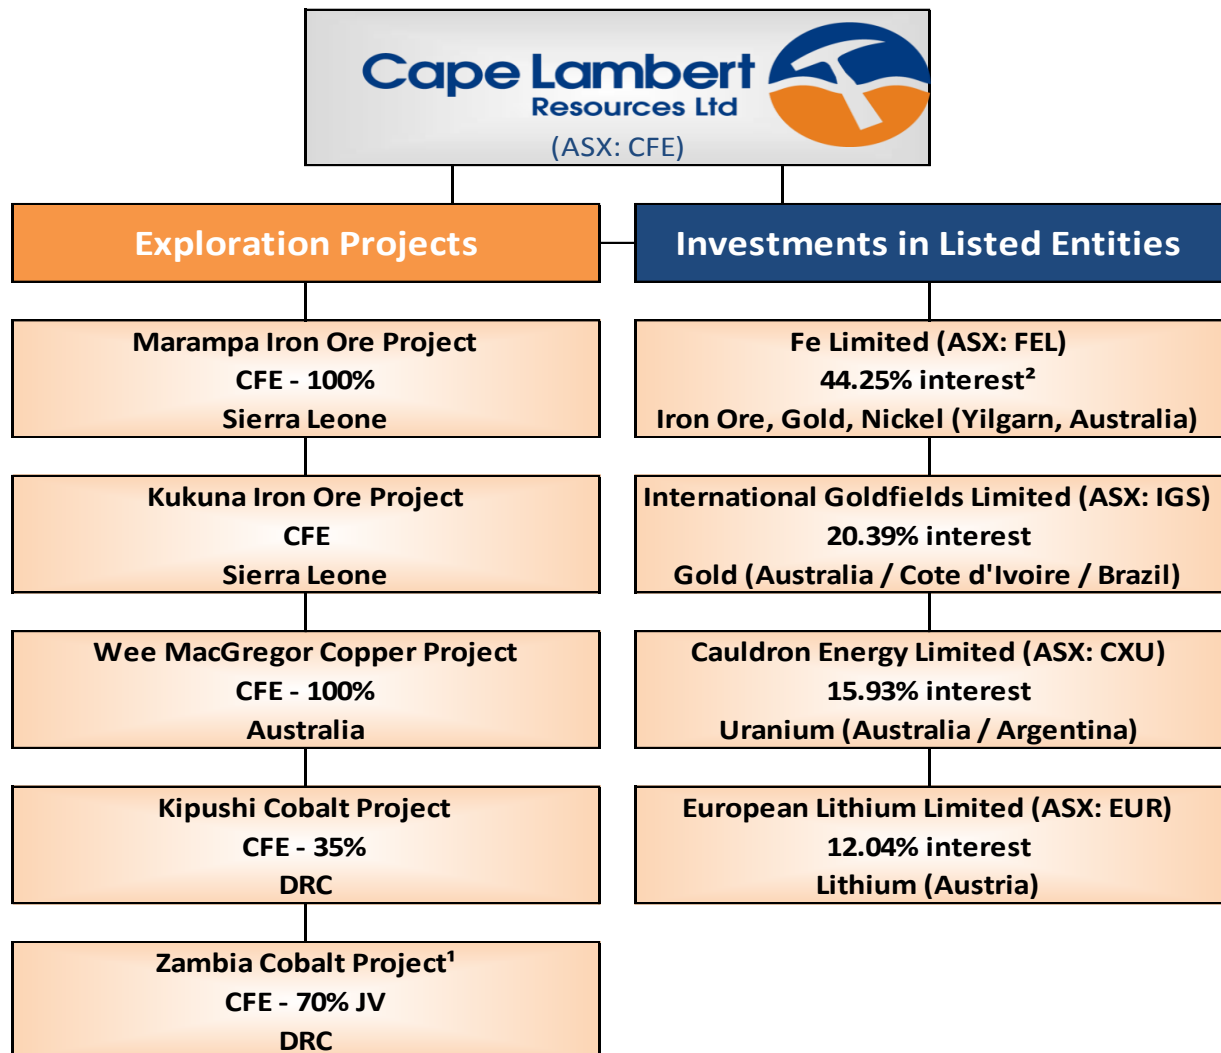 Cape Lambert
Resources Ltd
(ASX: CFE)
Exploration Projects
Marampa Iron Ore Project
CFE - 100%
Sierra Leone
Kukuna Iron Ore Project
CFE
Sierra Leone
Wee MacGregor Copper Project
CFE - 100%
Australia
Kipushi Cobalt Project
CFE - 35%
DRC
Zambia Cobalt Project¹
CFE - 70% JV
DRC
Investments in Listed Entities
Fe Limited (ASX: FEL)
44.25% interest²
Iron Ore, Gold, Nickel (Yilgarn, Australia)
International Goldfields Limited (ASX: IGS)
20.39% interest
Gold (Australia / Cote d'Ivoire / Brazil)
Cauldron Energy Limited (ASX: CXU)
15.93% interest
Uranium (Australia / Argentina)
European Lithium Limited (ASX: EUR)
12.04% interest
Lithium (Austria)